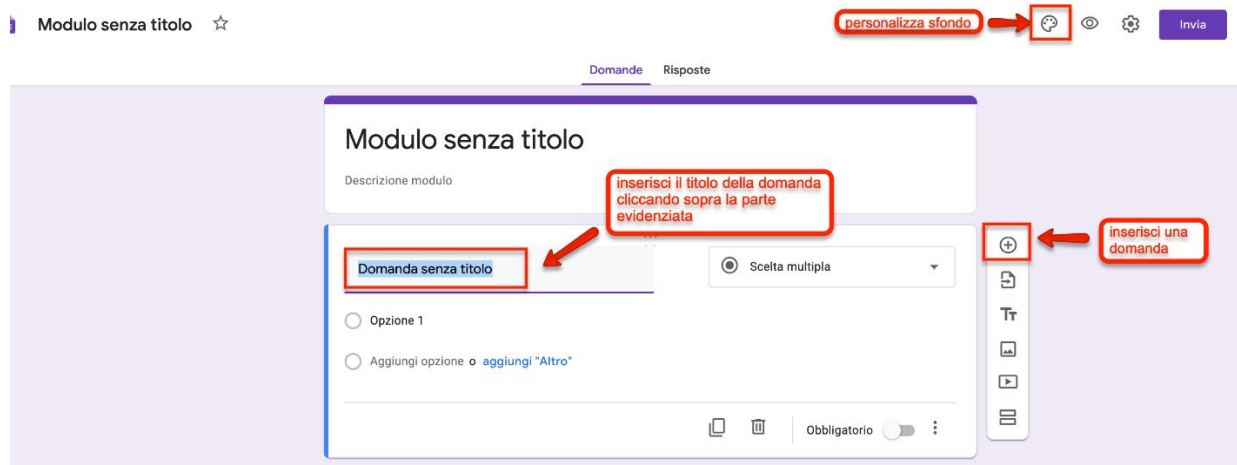 Modulo senza titolo
personalizza sfondo
Invia
Domande Risposte
Modulo senza titolo
Descrizione modulo
inserisci il titolo della domanda
cliccando sopra la parte
evidenziata
inserisci una
domanda
Domanda senza titolo
Scelta multipla
Opzione 1
Aggiungi opzione o aggiungi "Altro"
Tт
Obbligatorio